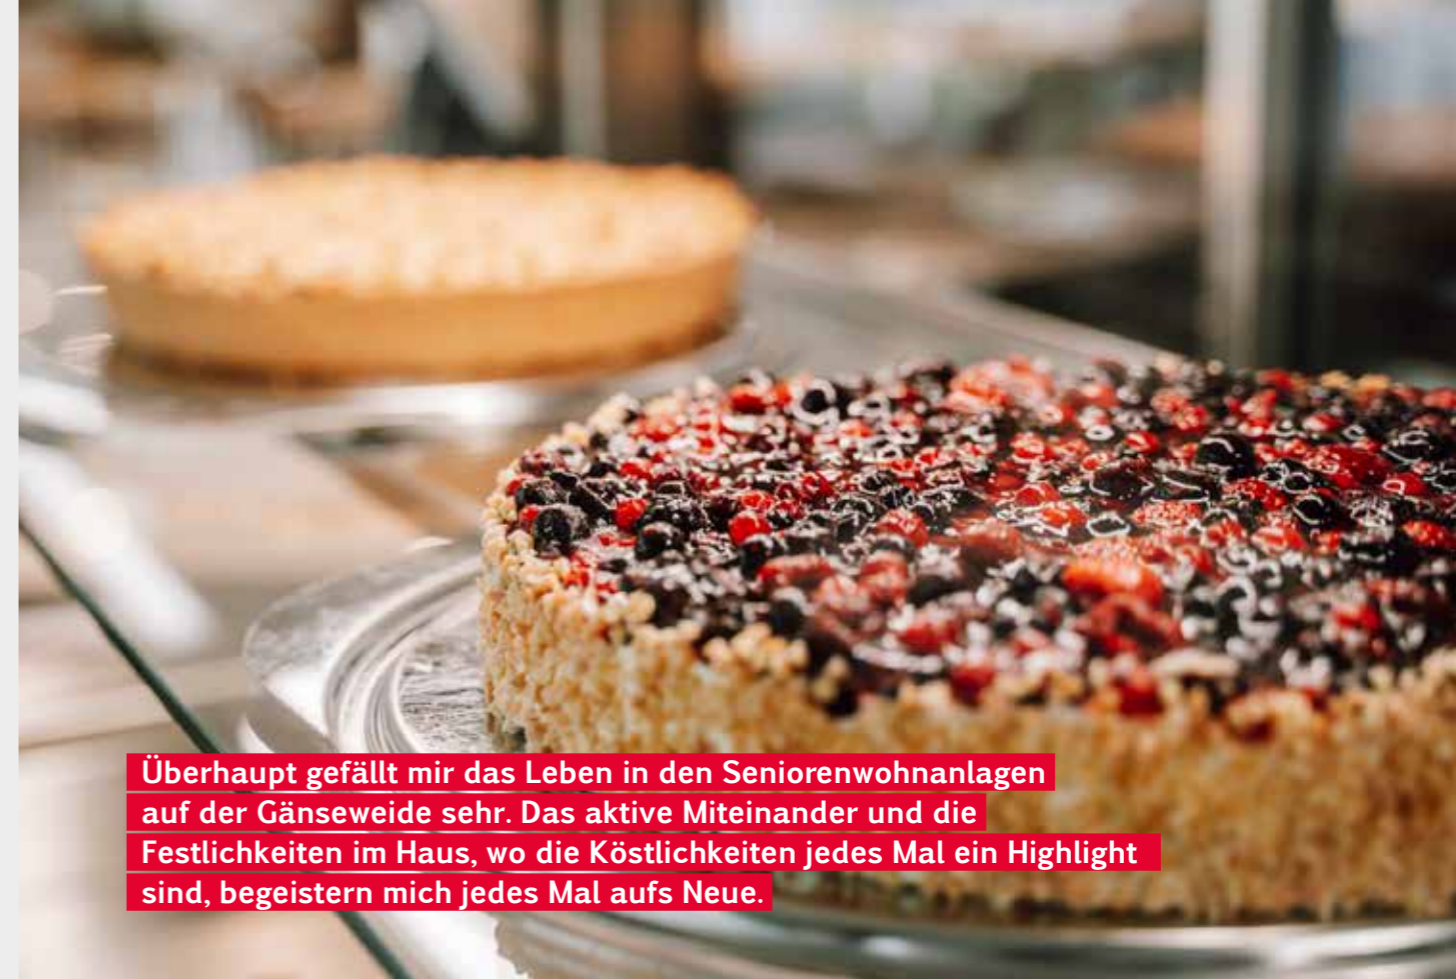 Überhaupt gefällt mir das Leben in den Seniorenwohnanlagen
auf der Gänseweide sehr. Das aktive Miteinander und die
Festlichkeiten im Haus, wo die Köstlichkeiten jedes Mal ein Highlight
sind, begeistern mich jedes Mal aufs Neue.